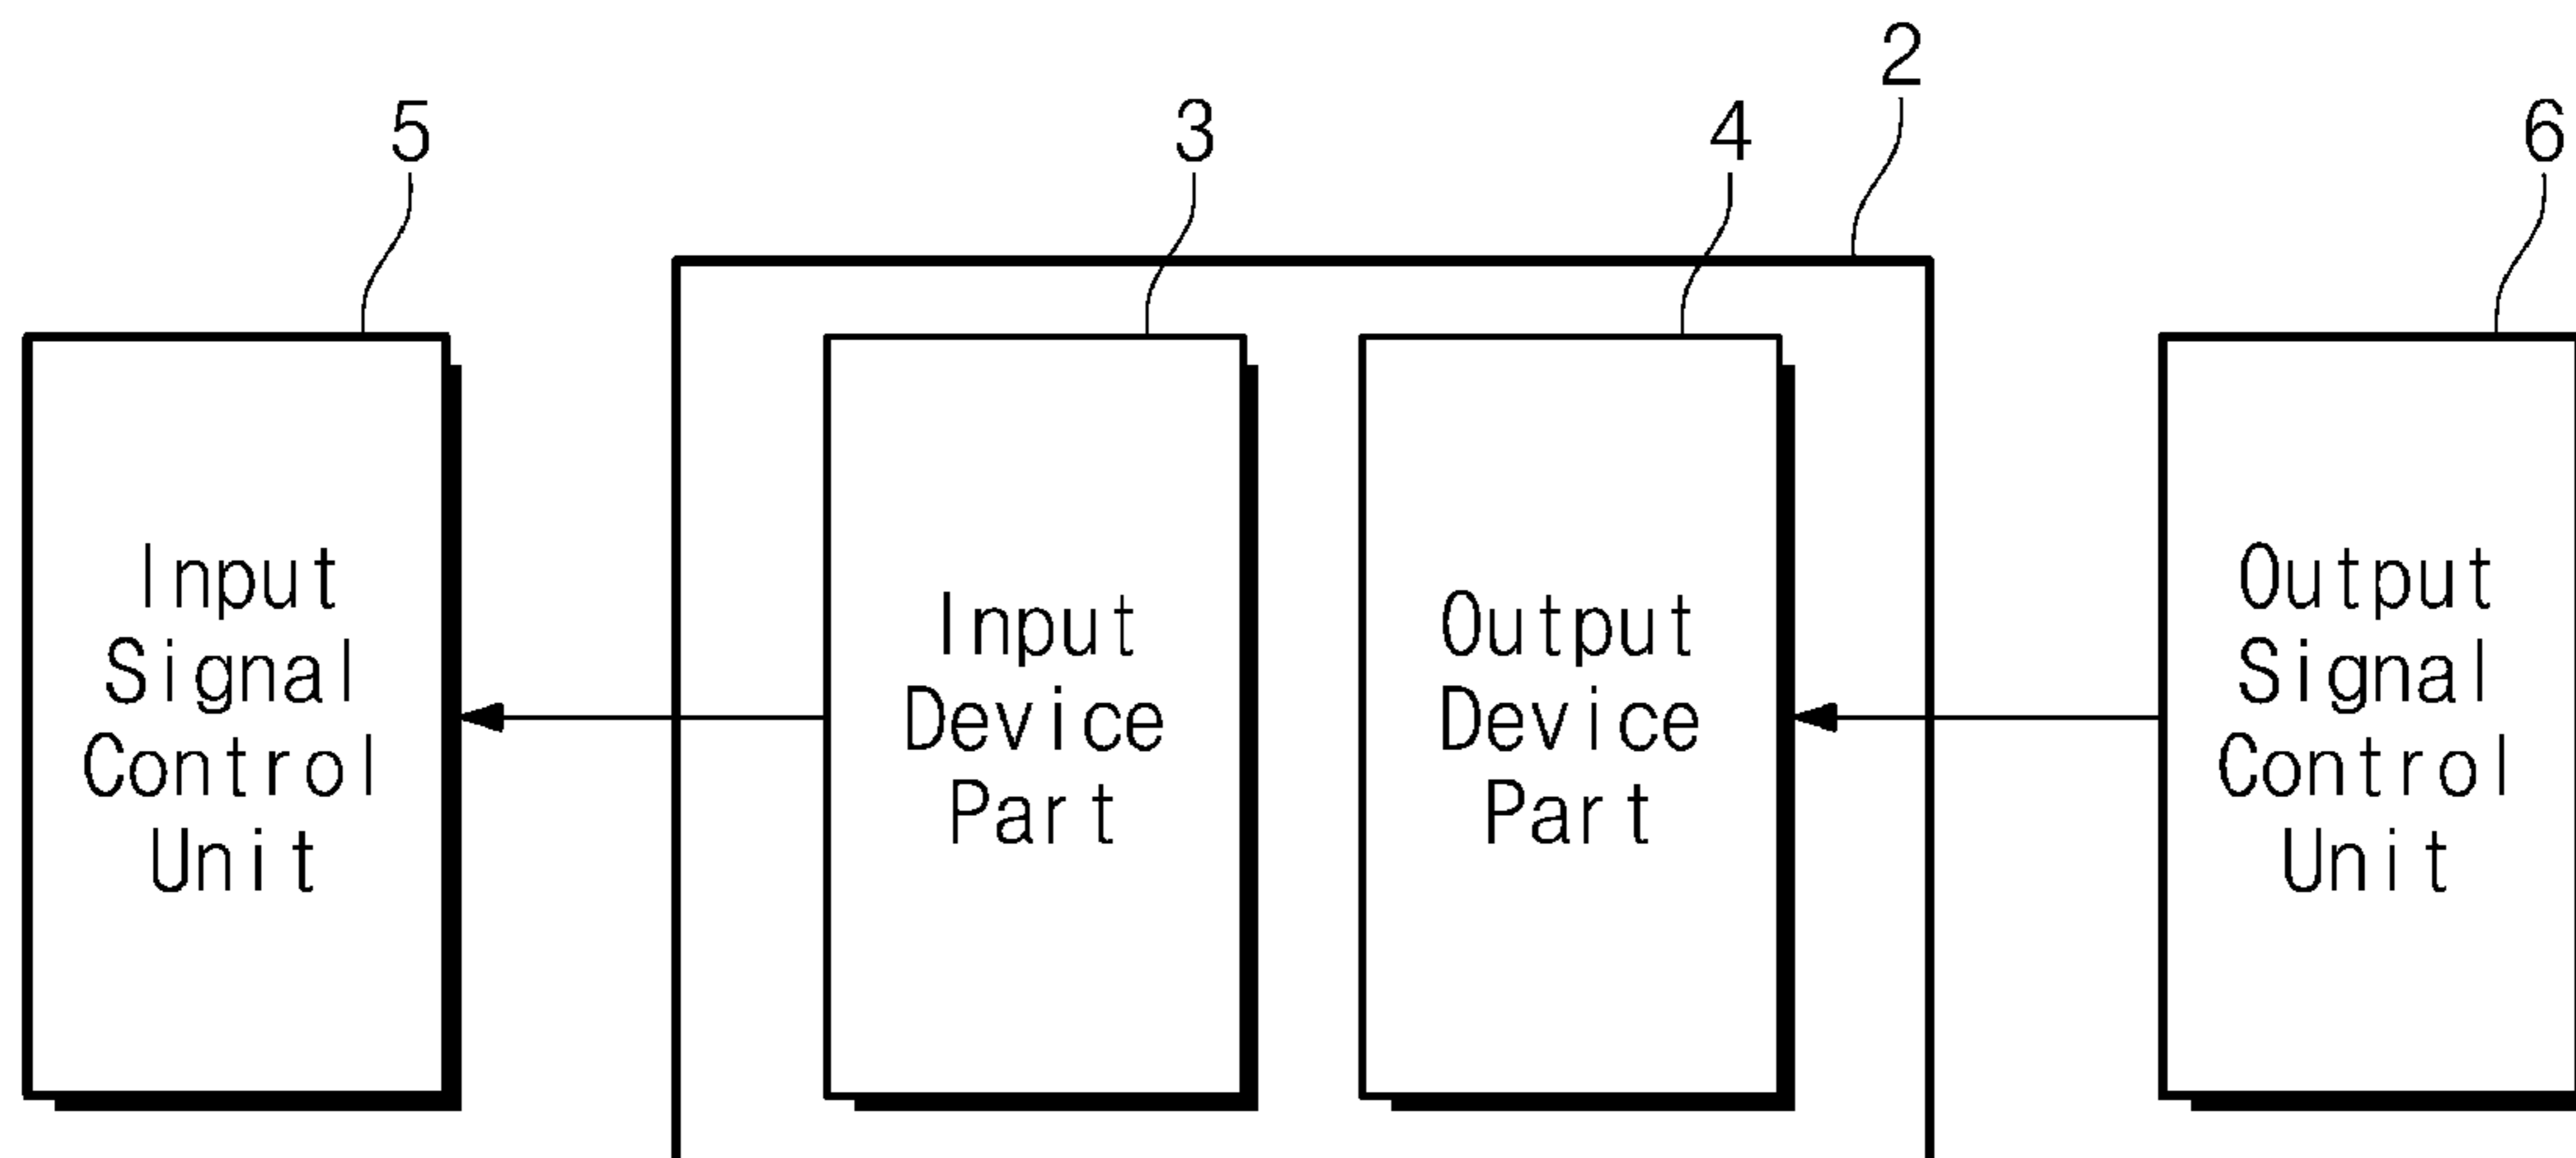 2
5
3
4
6
Input
Signal
Control
Unit
Input
Device
Part
Output
Device
Part
Output
Signal
Control
Unit